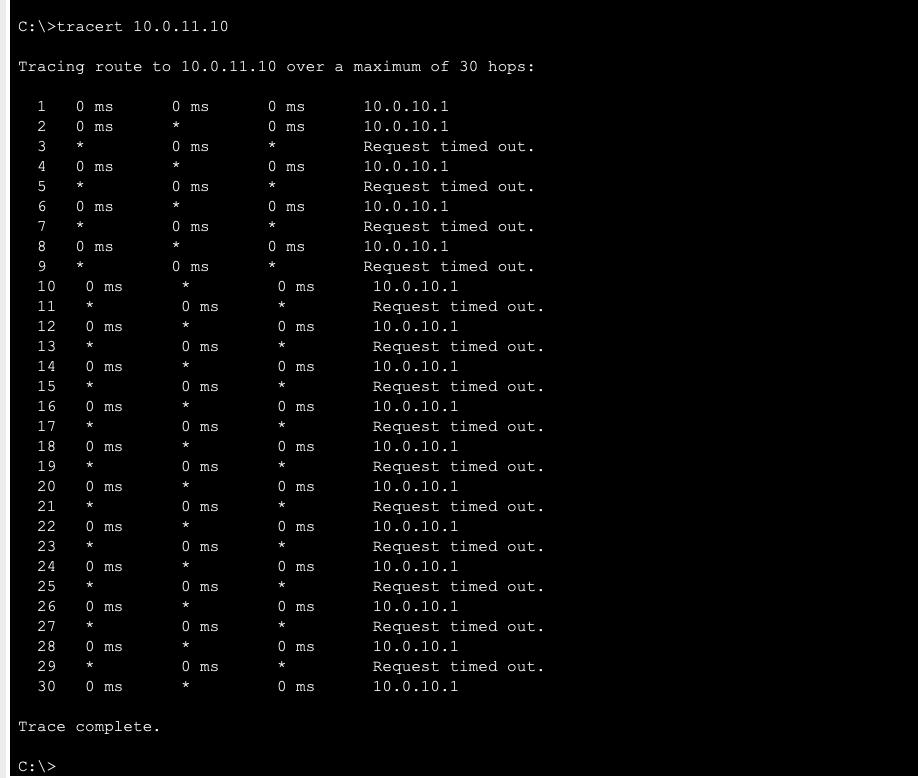 C:\>tracert 10.0.11.10
Tracing route to 10.0.11.10 over a maximum of 30 hops:
1 0 ms 0 ms 0 ms 10.0.10.1
2 0 ms * 0 ms 10.0.10.1
3 * 0 ms * Request timed out.
4 0 ms * 0 ms 10.0.10.1
5 * 0 ms * Request timed out.
6 0 ms * 0 ms 10.0.10.1
7 * 0 ms * Request timed out.
8 0 ms * 0 ms 10.0.10.1
9 * 0 ms * Request timed out.
10 0 ms * 0 ms 10.0.10.1
11 * 0 ms * Request timed out.
12 0 ms * 0 ms 10.0.10.1
13 * 0 ms * Request timed out.
14 0 ms * 0 ms 10.0.10.1
15 * 0 ms * Request timed out.
16 0 ms * 0 ms 10.0.10.1
17 * 0 ms * Request timed out.
18 0 ms * 0 ms 10.0.10.1
19 * 0 ms * Request timed out.
20 0 ms * 0 ms 10.0.10.1
21 * 0 ms * Request timed out.
22 0 ms * 0 ms 10.0.10.1
23 * 0 ms * Request timed out.
24 0 ms * 0 ms 10.0.10.1
25 * 0 ms * Request timed out.
26 0 ms * 0 ms 10.0.10.1
27 * 0 ms * Request timed out.
28 0 ms * 0 ms 10.0.10.1
29 * 0 ms * Request timed out.
30 0 ms * 0 ms 10.0.10.1
Trace complete.
C:\>